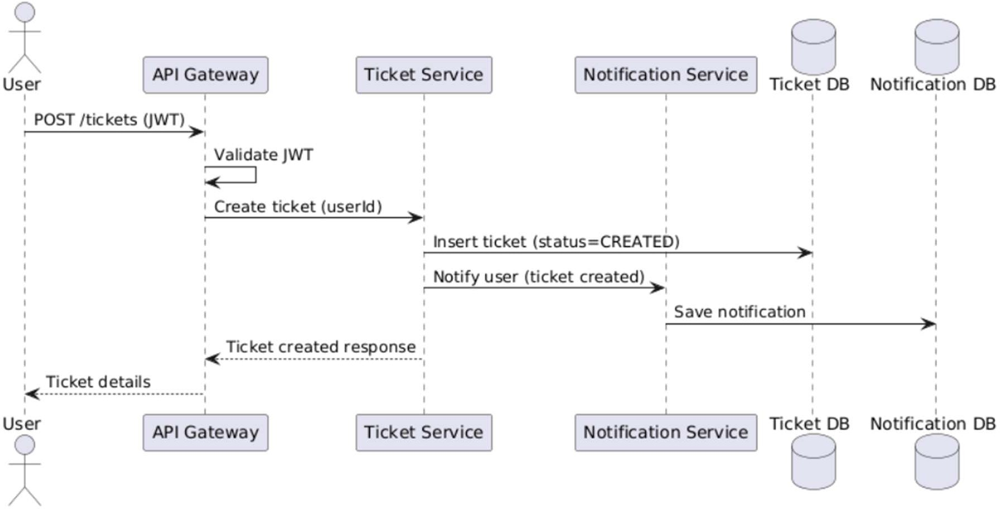 User
API Gateway
Ticket Service
Notification Service
Ticket DB
Notification DB
POST /tickets (JWT)
Validate JWT
Create ticket (userId)
Insert ticket (status=CREATED)
Notify user (ticket created)
Save notification
Ticket created response
Ticket details
User
API Gateway
Ticket Service
Notification Service
Ticket DB
Notification DB